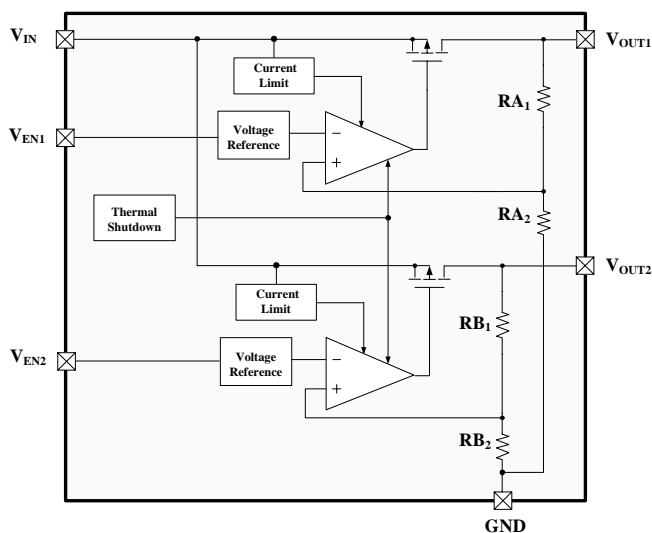 VIN
VOUT1
Current
Limit
RA1
VEN1
Voltage
Reference
−
+
Thermal
Shutdown
RA2
VOUT2
Current
Limit
RB1
VEN2
Voltage
Reference
−
+
RB2
GND